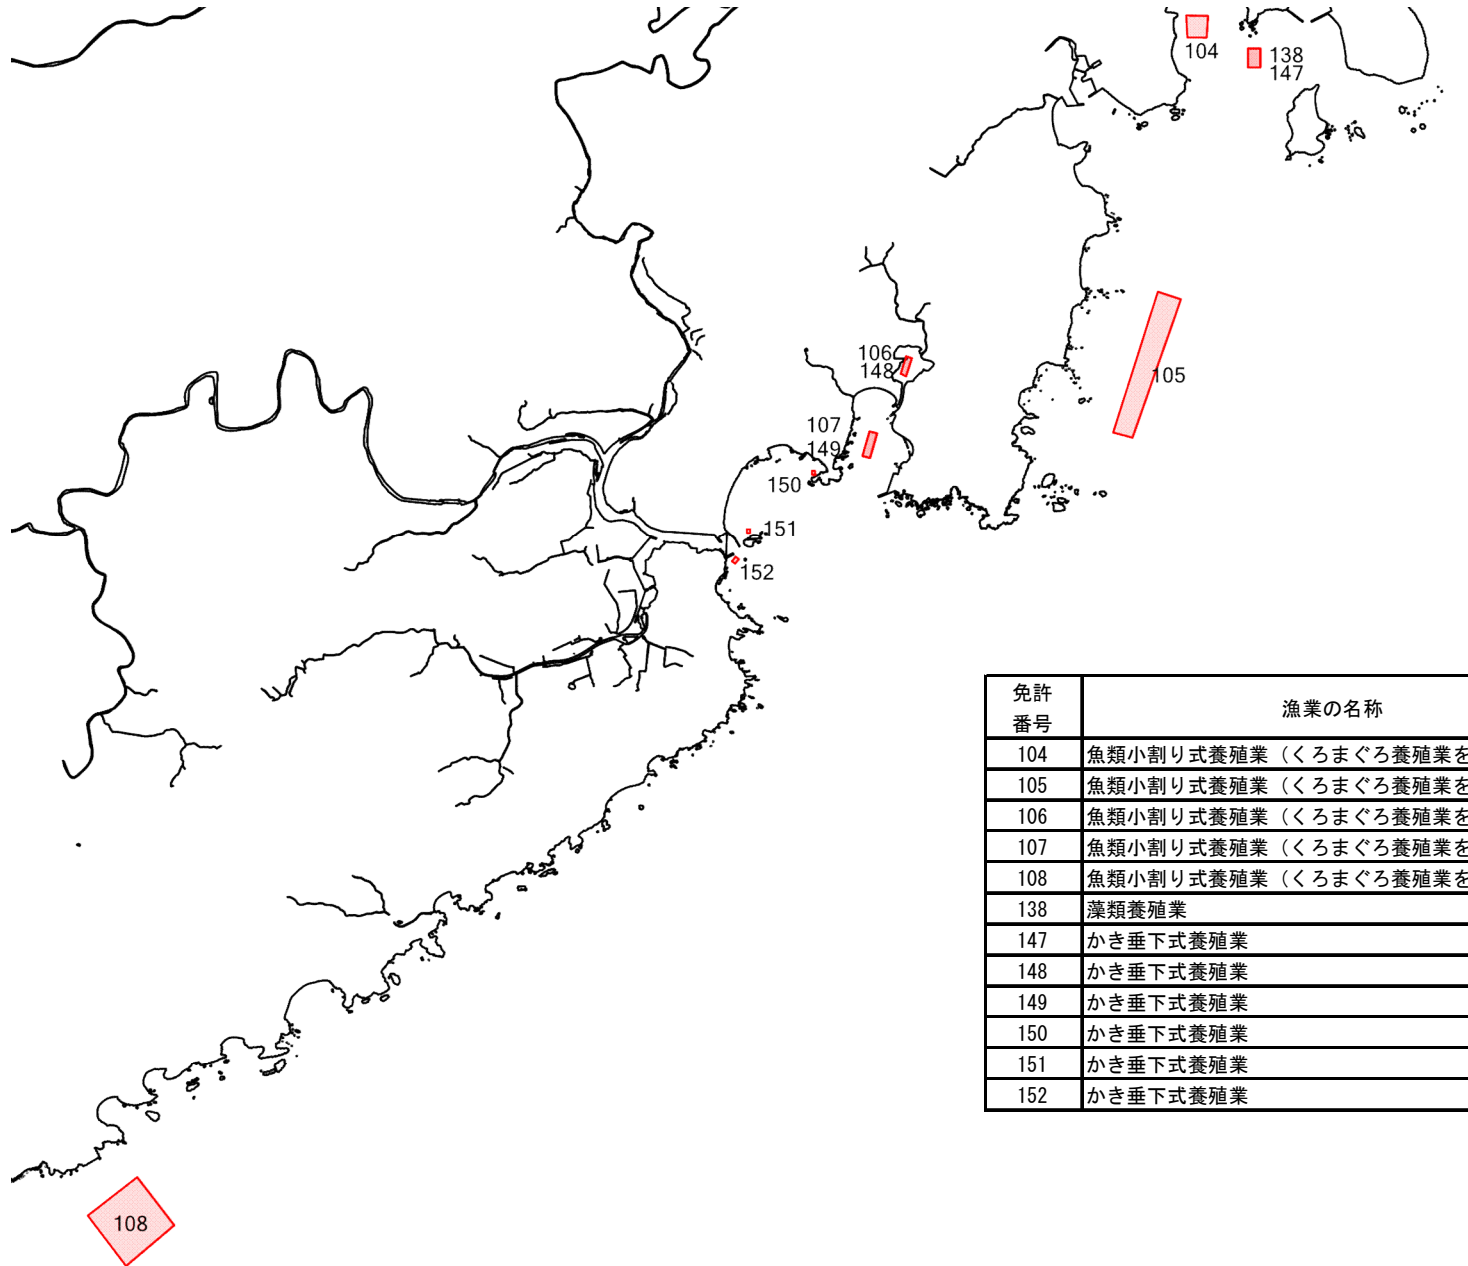 104
138
147
105
106
148
107
149
150
151
152
108
免許
番号
漁業の名称
104 魚類小割り式養殖業（くろまぐろ養殖業を
105 魚類小割り式養殖業（くろまぐろ養殖業を
106 魚類小割り式養殖業（くろまぐろ養殖業を
107 魚類小割り式養殖業（くろまぐろ養殖業を
108 魚類小割り式養殖業（くろまぐろ養殖業を
138 藻類養殖業
147 かき垂下式養殖業
148 かき垂下式養殖業
149 かき垂下式養殖業
150 かき垂下式養殖業
151 かき垂下式養殖業
152 かき垂下式養殖業